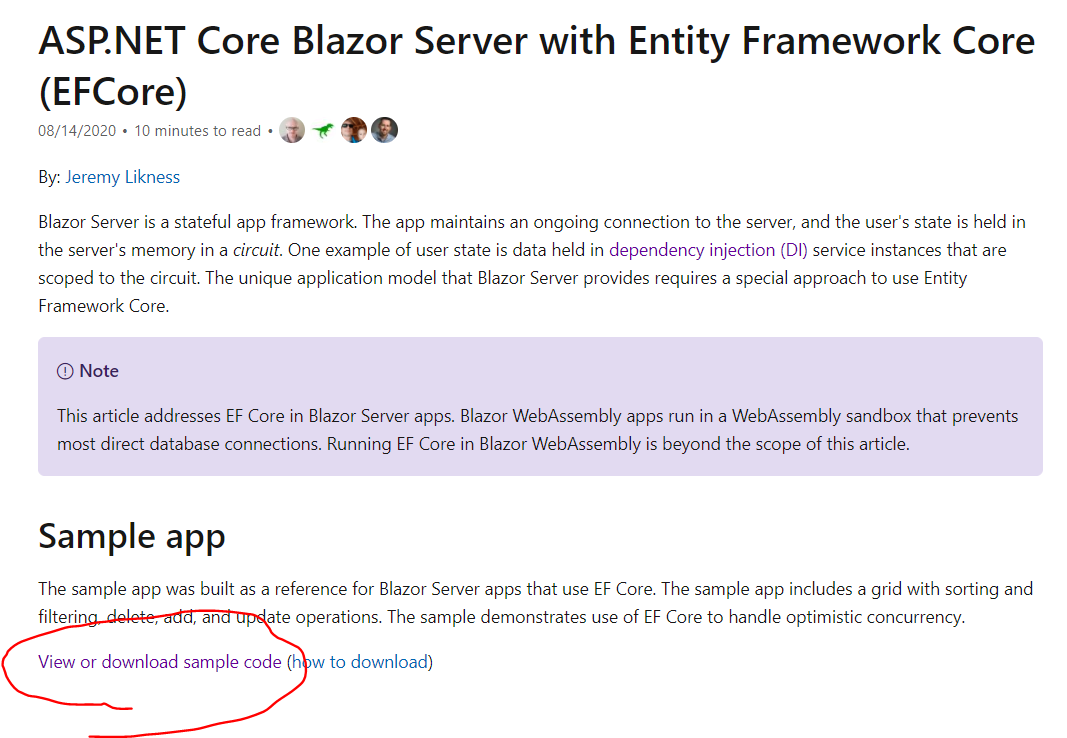 ASP.NET Core Blazor Server with Entity Framework Core
(EFCore)
08/14/2020 • 10 minutes to read •
By: Jeremy Likness
Blazor Server is a stateful app framework. The app maintains an ongoing connection to the server, and the user's state is held in
the server's memory in a circuit. One example of user state is data held in dependency injection (DI) service instances that are
scoped to the circuit. The unique application model that Blazor Server provides requires a special approach to use Entity
Framework Core.
Note
This article addresses EF Core in Blazor Server apps. Blazor WebAssembly apps run in a WebAssembly sandbox that prevents
most direct database connections. Running EF Core in Blazor WebAssembly is beyond the scope of this article.
Sample app
The sample app was built as a reference for Blazor Server apps that use EF Core. The sample app includes a grid with sorting and
filtering, delete, add, and update operations. The sample demonstrates use of EF Core to handle optimistic concurrency.
View or download sample code (how to download)